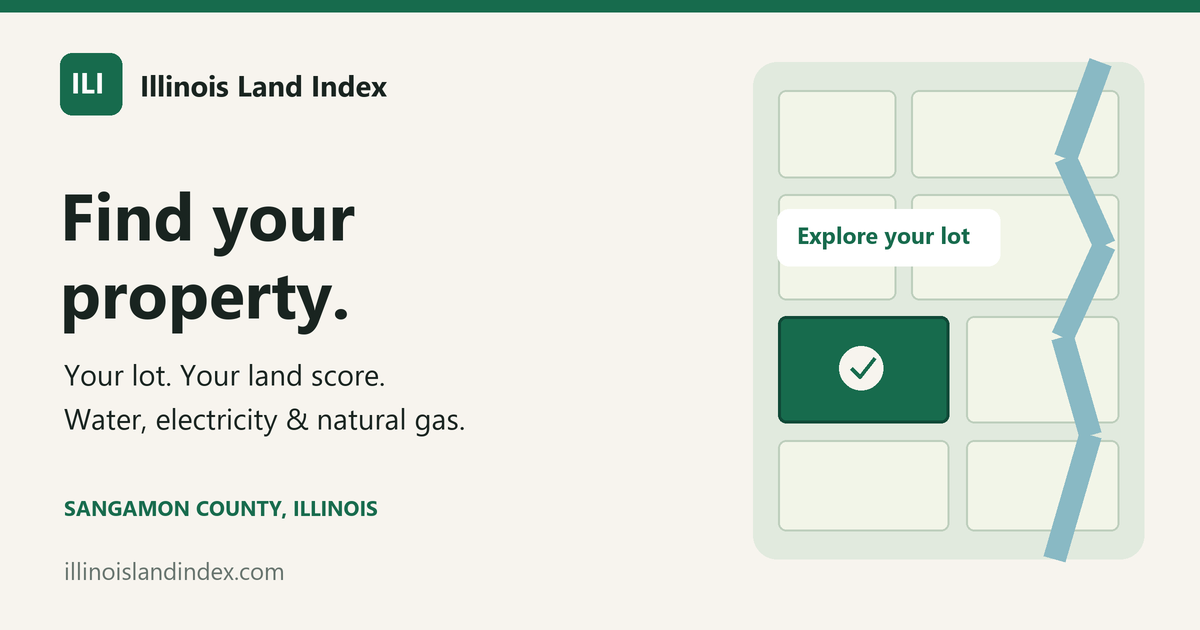 ILI
Illinois Land Index
Find your
property.
Your lot. Your land score.
Water, electricity & natural gas.
SANGAMON COUNTY, ILLINOIS
illinoislandindex.com
Explore your lot